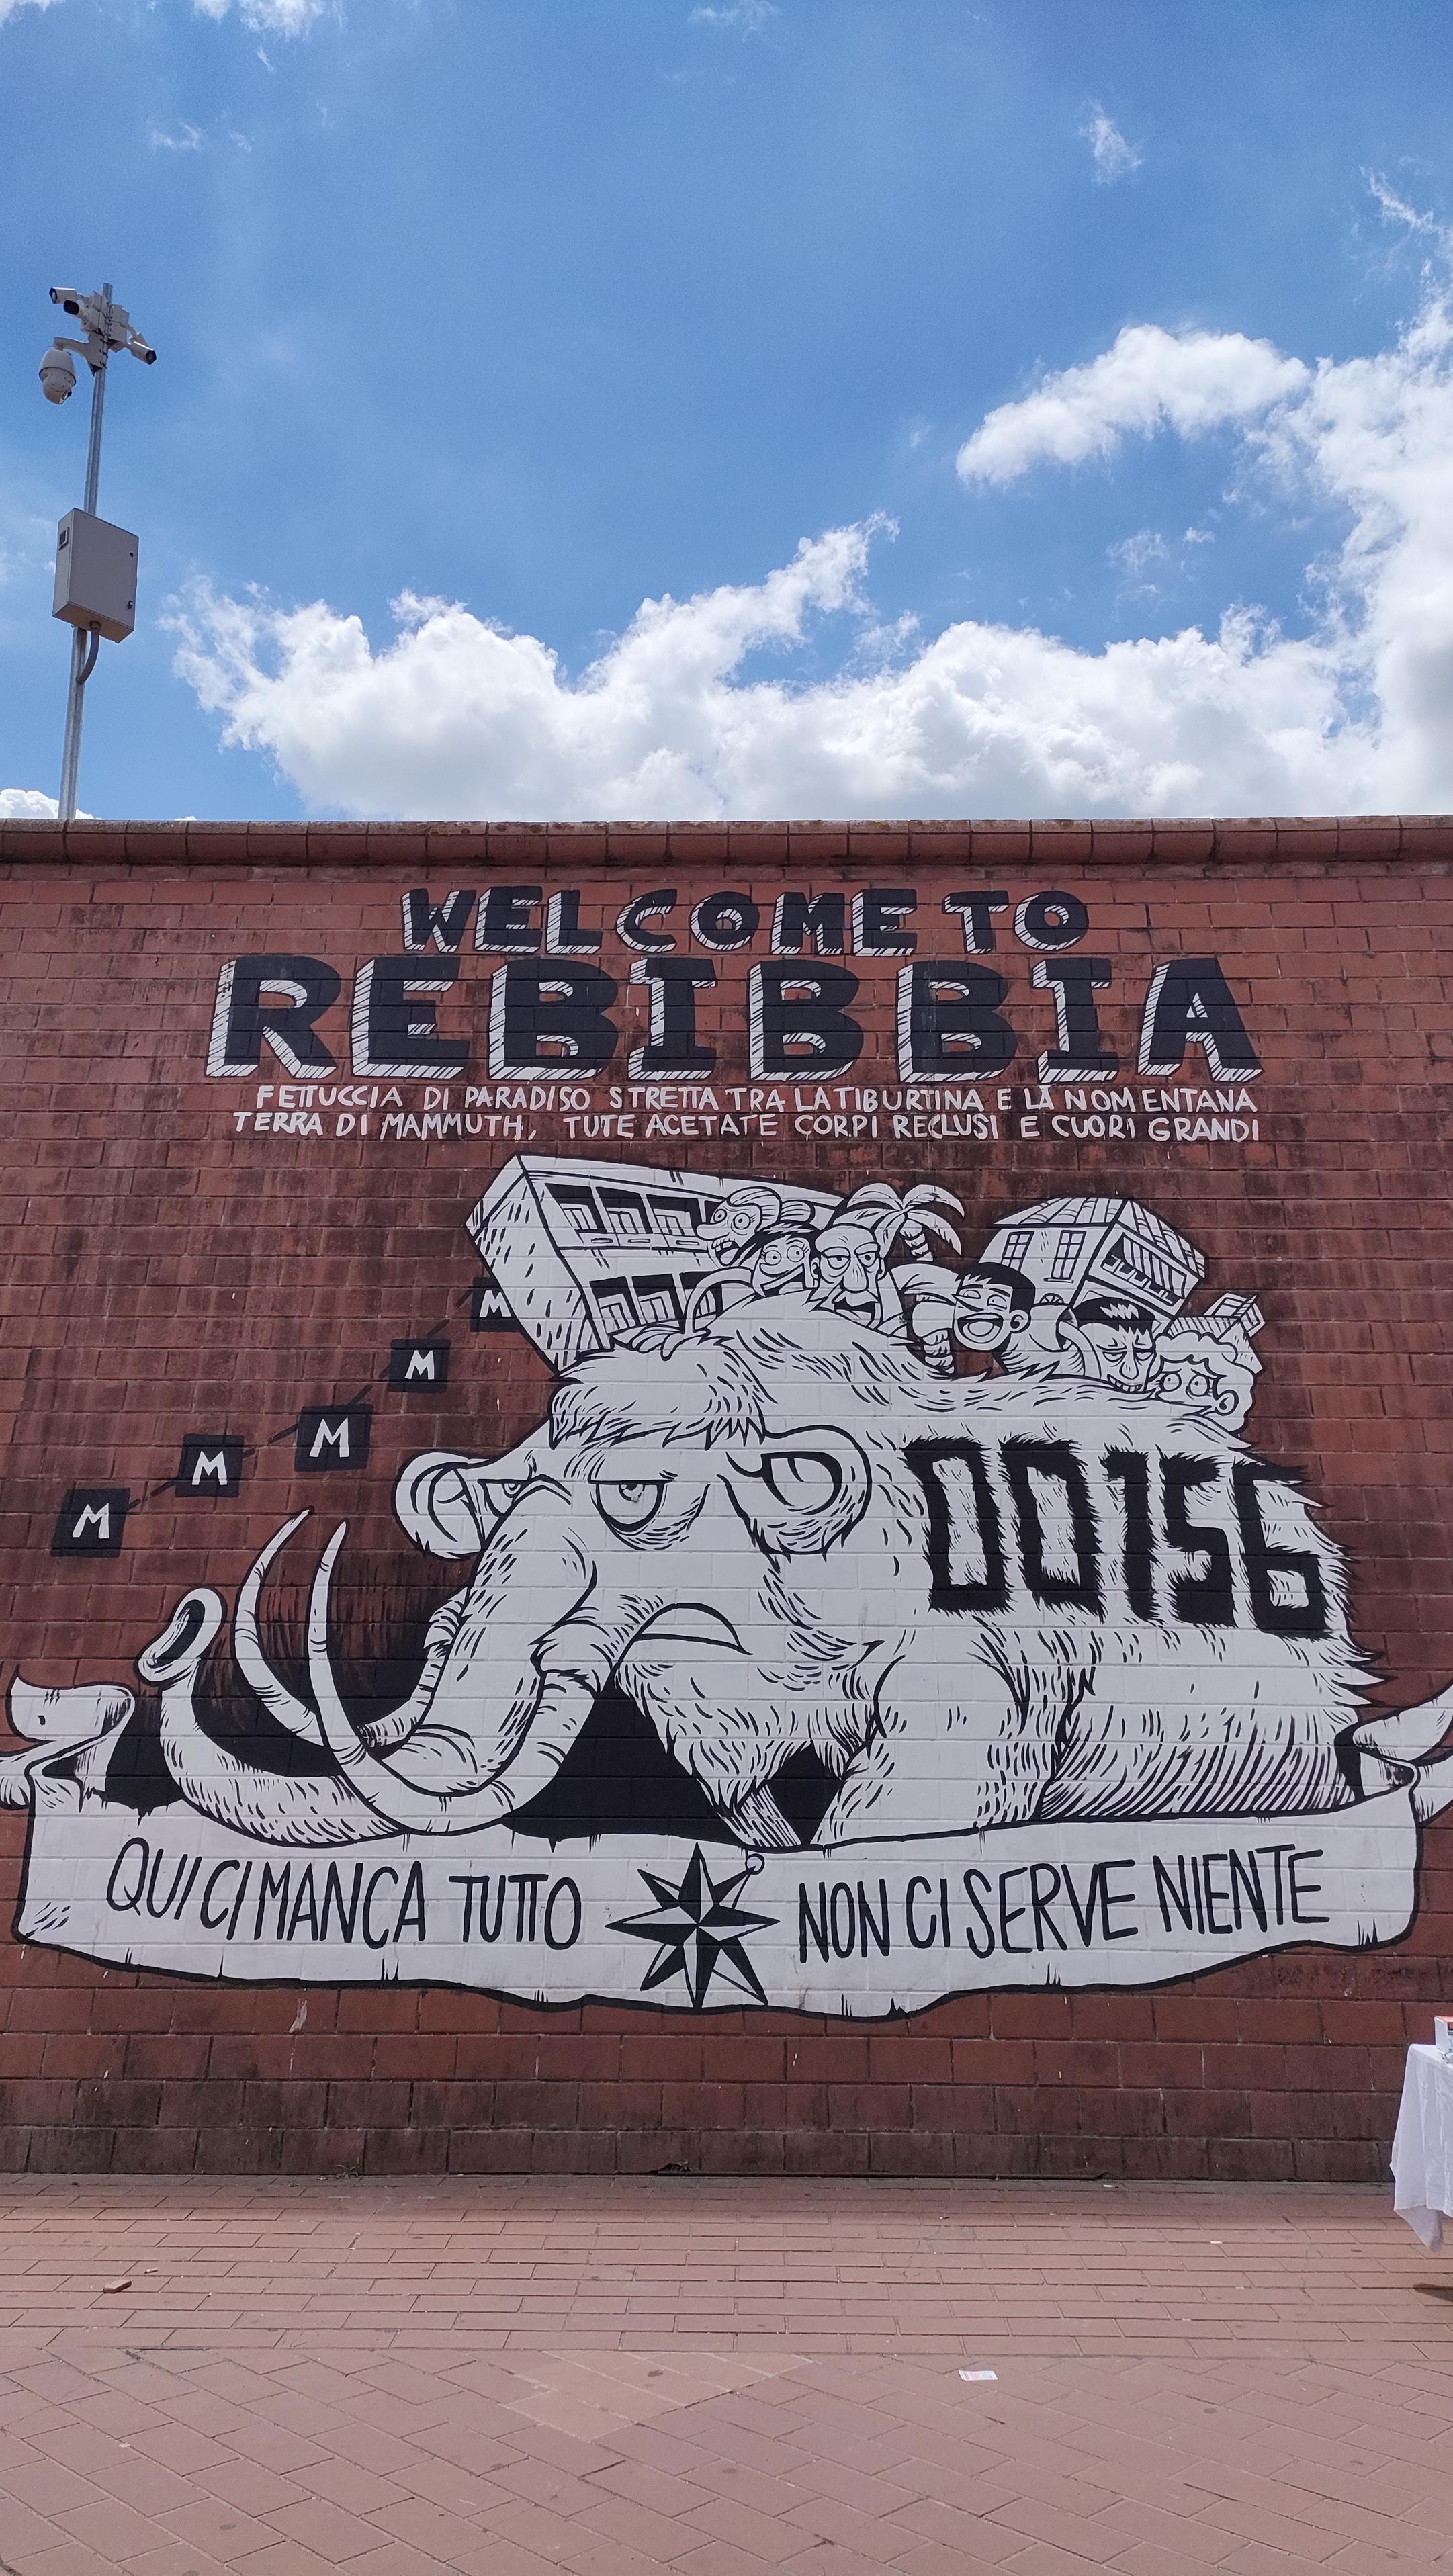 WELCOME TO
REBIBBIA
FETTUCCIA DI PARADISO STRETTA TRA LA TIBURTINA E LA NOMENTANA
TERRA DI MAMMUTH, TUTE ACETATE CORPI RECLUSI E CUORI GRANDI
M
M
M
M
M
00156
QUI CI MANCA TUTTO NON CI SERVE NIENTE